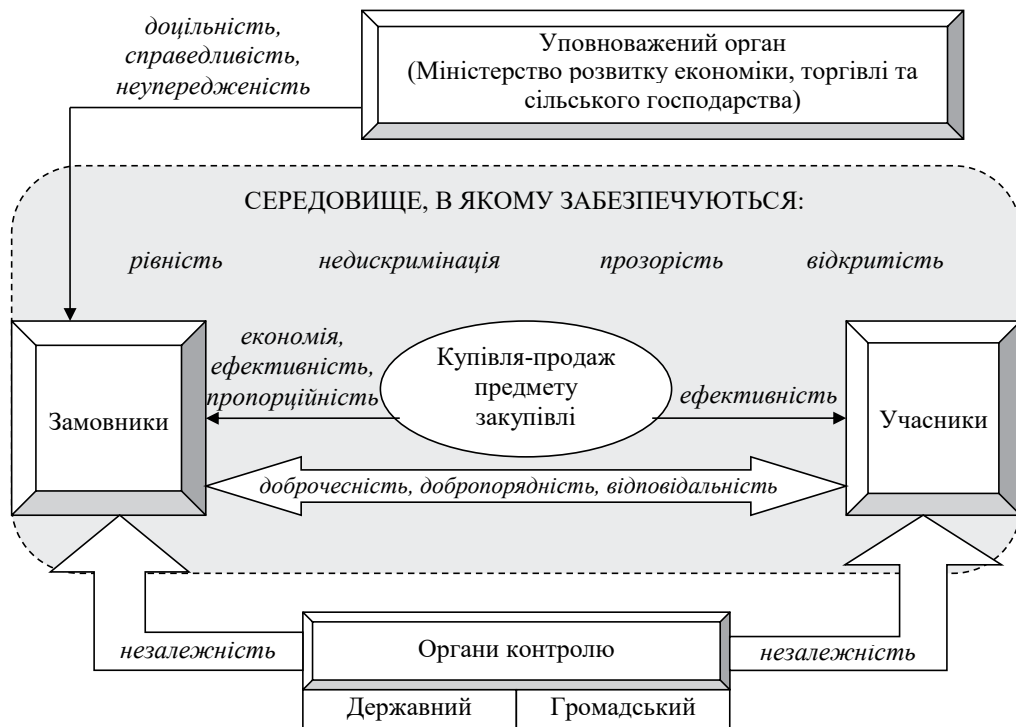 доцільність,
справедливість,
неупередженість
Уповноважений орган
(Міністерство розвитку економіки, торгівлі та
сільського господарства)
СЕРЕДОВИЩЕ, В ЯКОМУ ЗАБЕЗПЕЧУЮТЬСЯ:
рівність недискримінація прозорість відкритість
Замовники
економія,
ефективність,
пропорційність
Купівля-продаж
предмету
закупівлі
ефективність
Учасники
доброчесність, добропорядність, відповідальність
незалежність
Органи контролю
незалежність
Державний Громадський